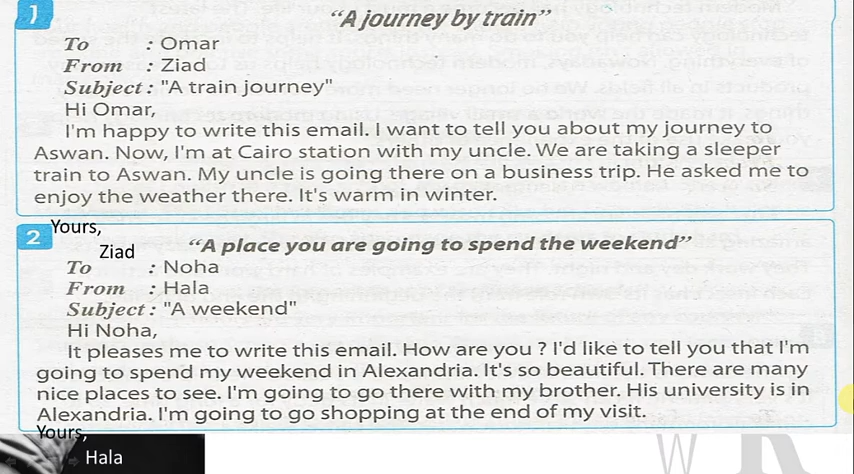 1
"A journey by train"
To : Omar
From : Ziad
Subject : "A train journey"
Hi Omar,
I'm happy to write this email. I want to tell you about my journey to
Aswan. Now, I'm at Cairo station with my uncle. We are taking a sleeper
train to Aswan. My uncle is going there on a business trip. He asked me to
enjoy the weather there. It's warm in winter.
Yours,
Ziad
2
"A place you are going to spend the weekend"
To : Noha
From : Hala
Subject : "A weekend"
Hi Noha,
It pleases me to write this email. How are you ? I'd like to tell you that I'm
going to spend my weekend in Alexandria. It's so beautiful. There are many
nice places to see. I'm going to go there with my brother. His university is in
Alexandria. I'm going to go shopping at the end of my visit.
Yours,
Hala
W R